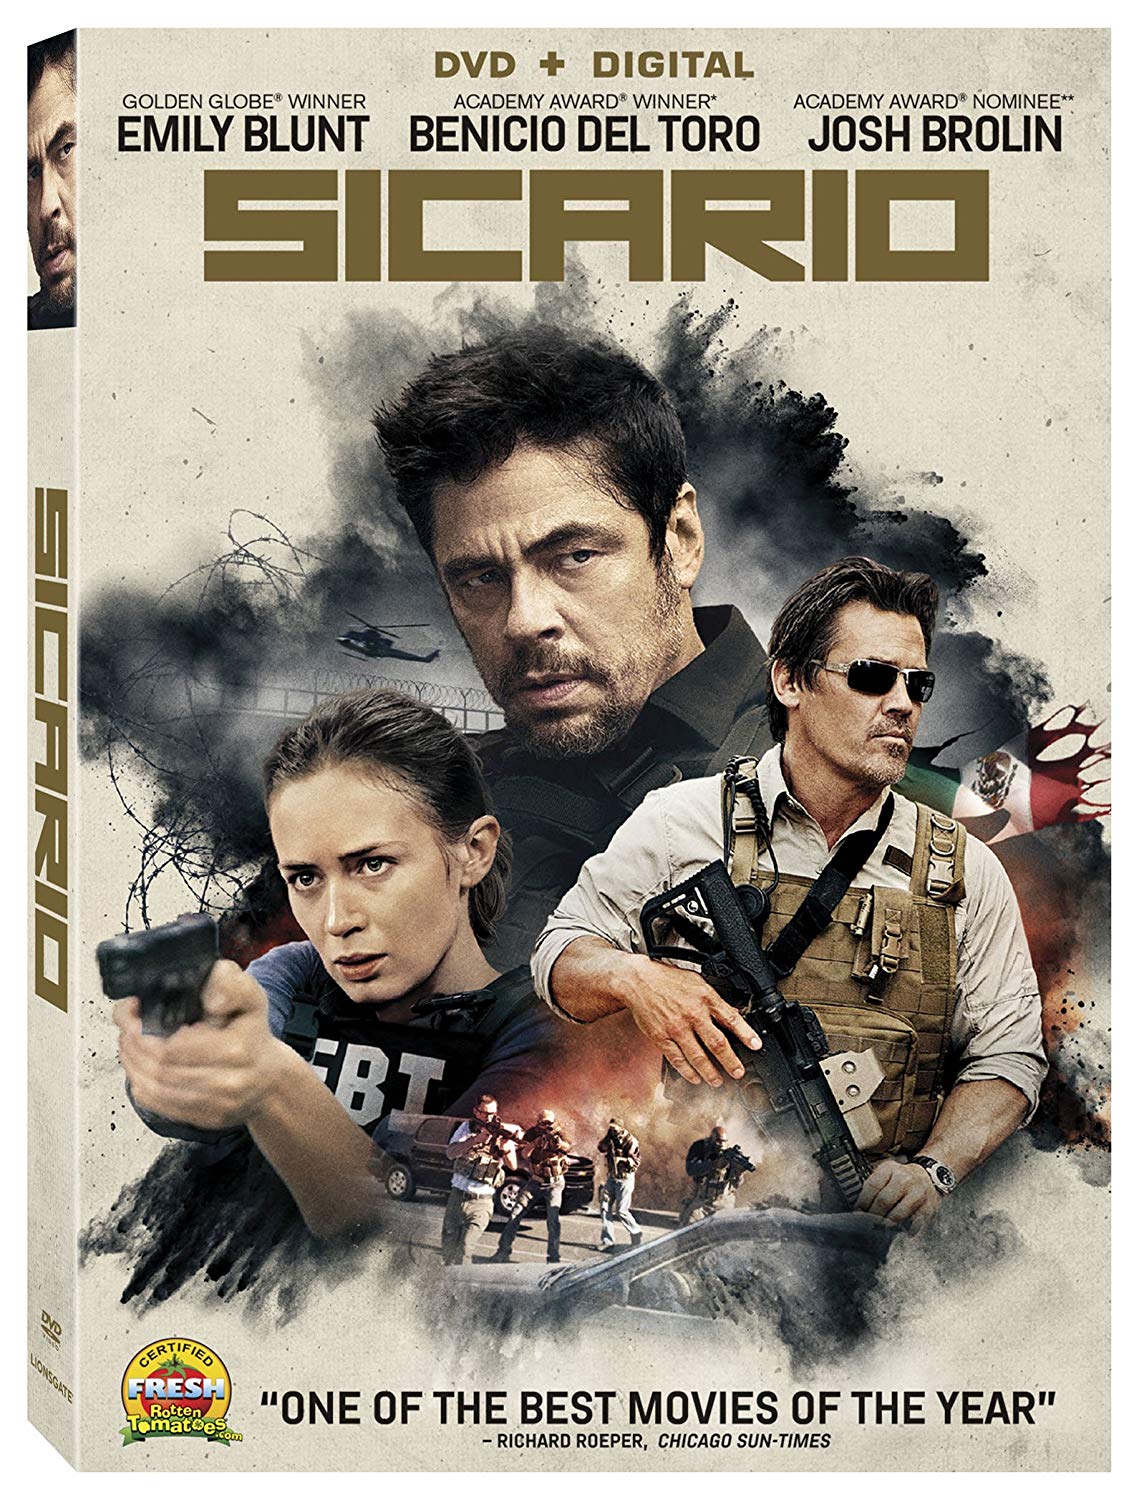 DVD + DIGITAL
GOLDEN GLOBE® WINNER
EMILY BLUNT
ACADEMY AWARD® WINNER*
BENICIO DEL TORO
ACADEMY AWARD® NOMINEE**
JOSH BROLIN
SICARIO
SICARIO
FBI
DVD
VIDEO
LIONSGATE
CERTIFIED
FRESH
Rotten
Tomatoes.com
“ONE OF THE BEST MOVIES OF THE YEAR”
– RICHARD ROEPER, CHICAGO SUN-TIMES